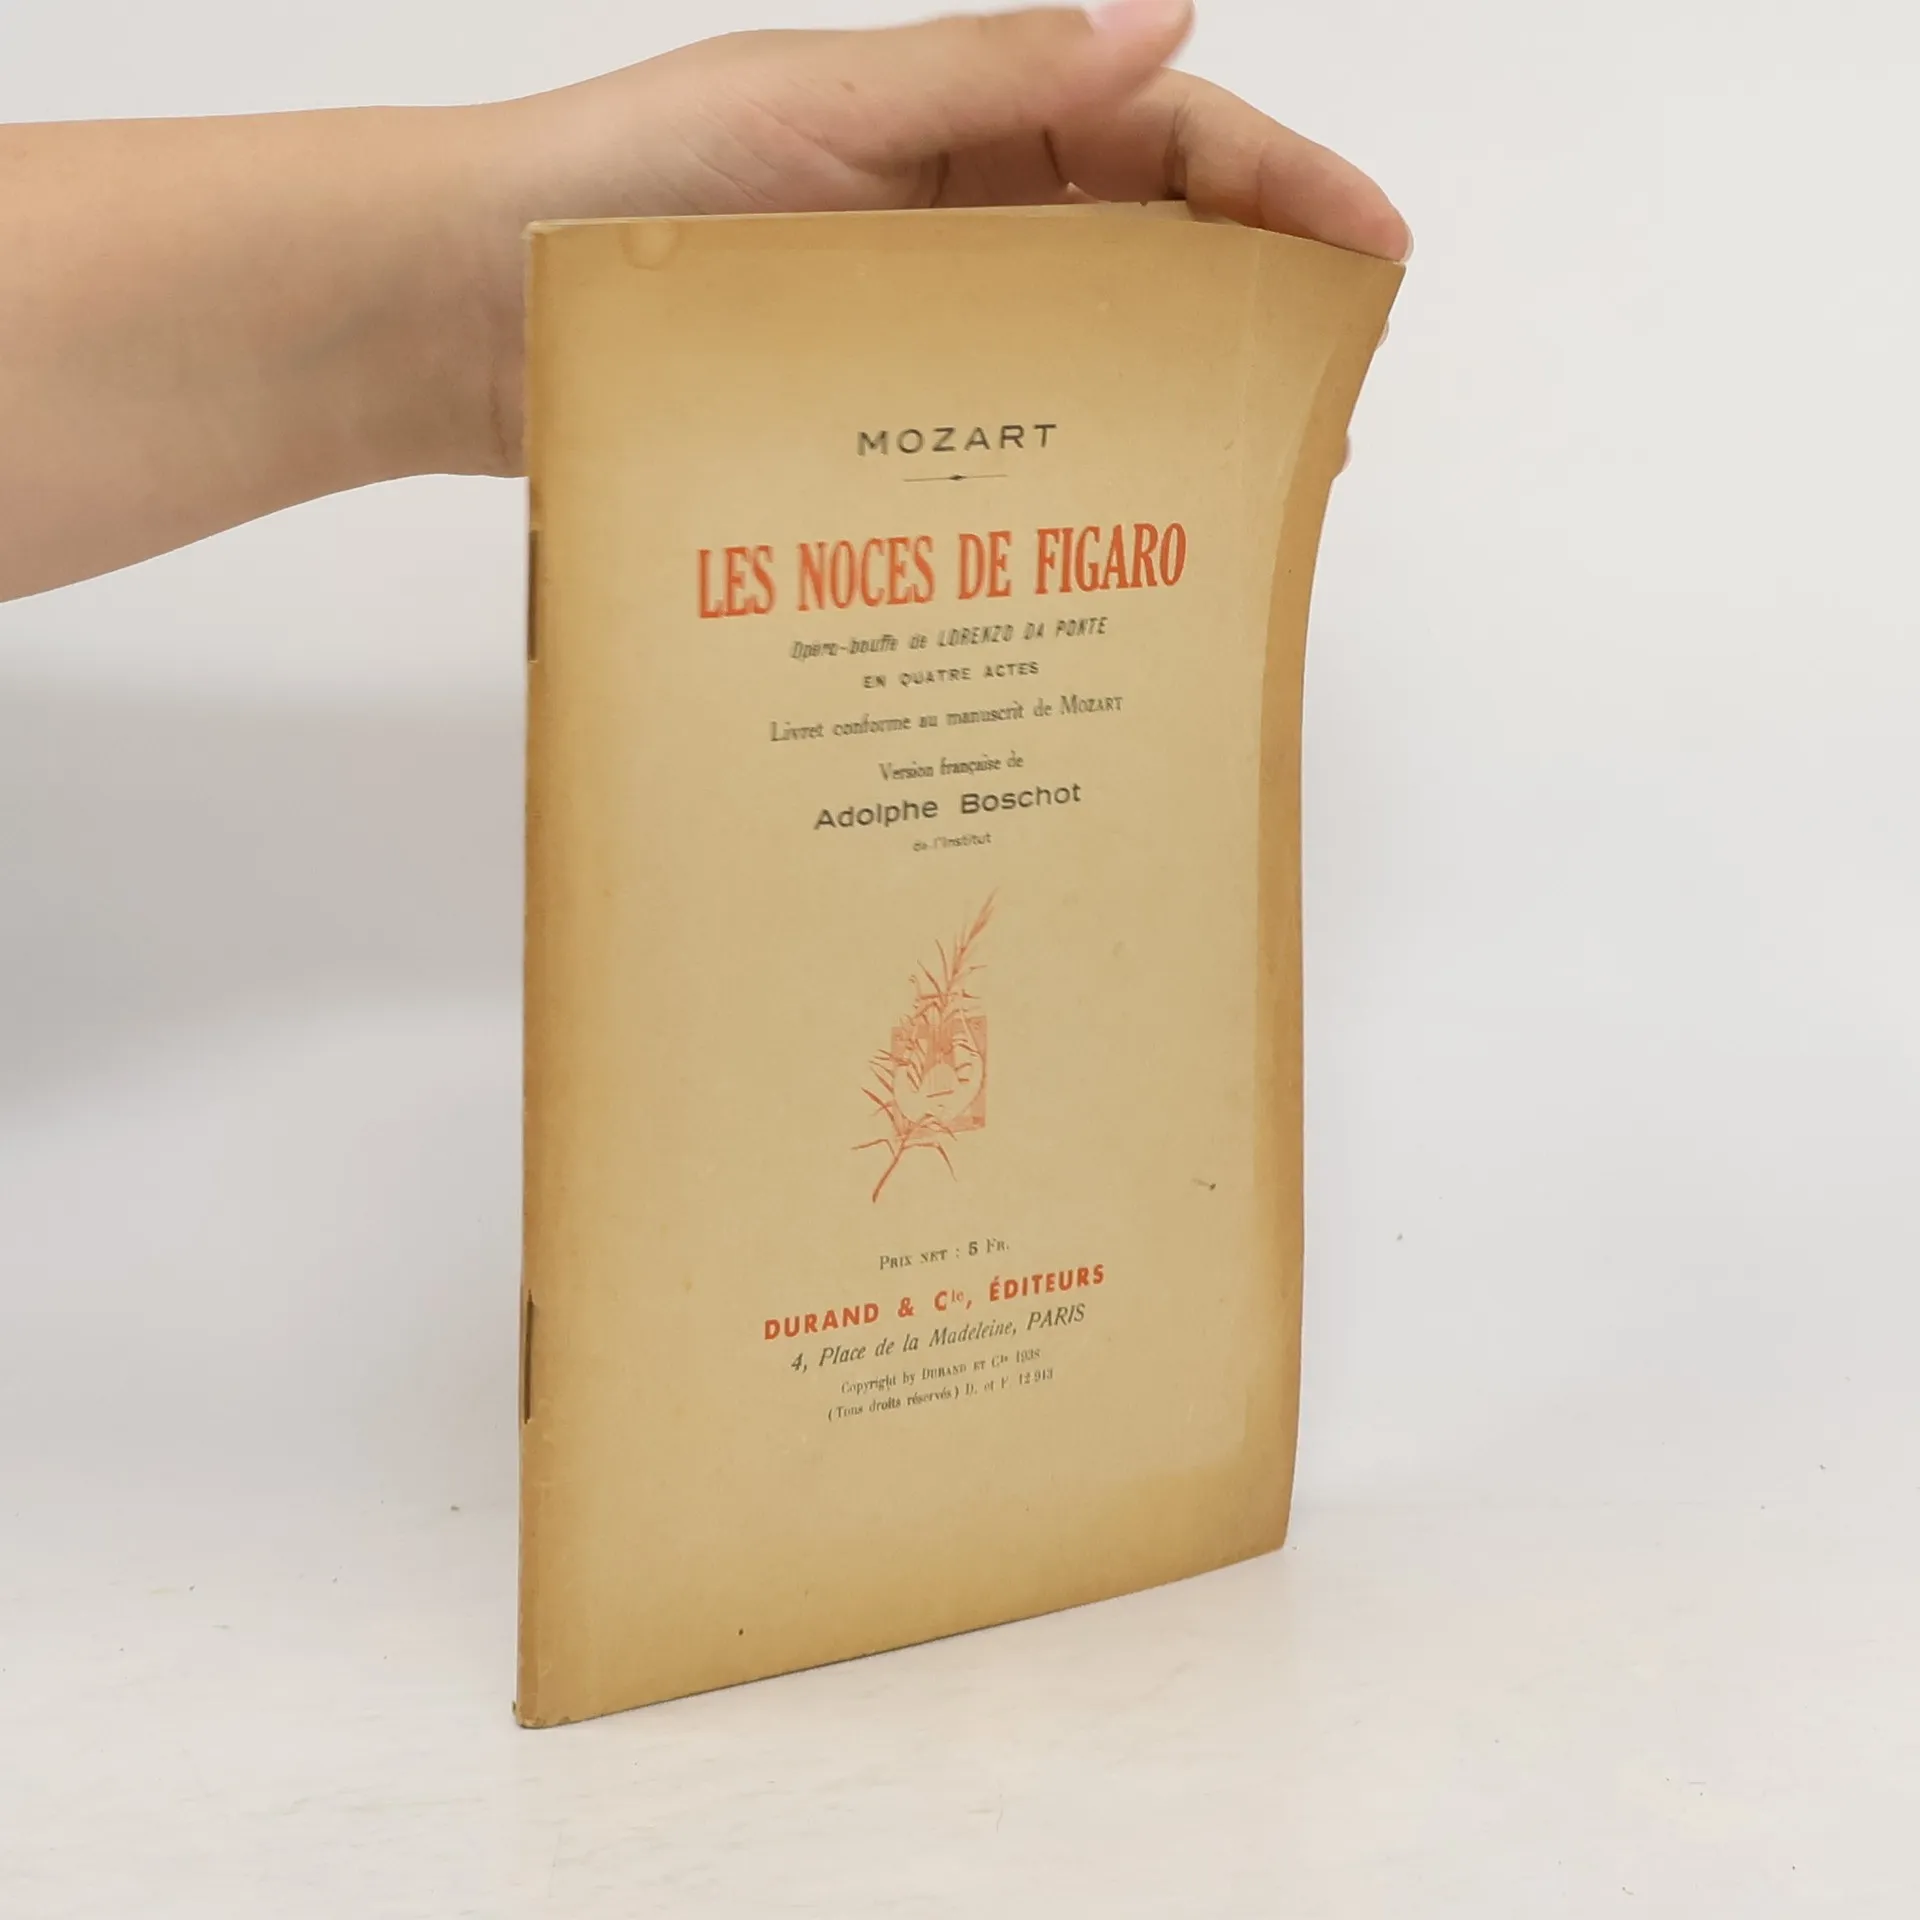 MOZART
LES NOCES DE FIGARO
Opéra-bouffe de LORENZO DA PONTE
EN QUATRE ACTES
Livret conforme au manuscrit de MOZART
Version française de
Adolphe Boschot
de l'Institut
PRIX NET : 5 FR.
DURAND & Cie, ÉDITEURS
4, Place de la Madeleine, PARIS
Copyright by DURAND ET Cie 1938
(Tous droits réservés) D. et F. 12 913